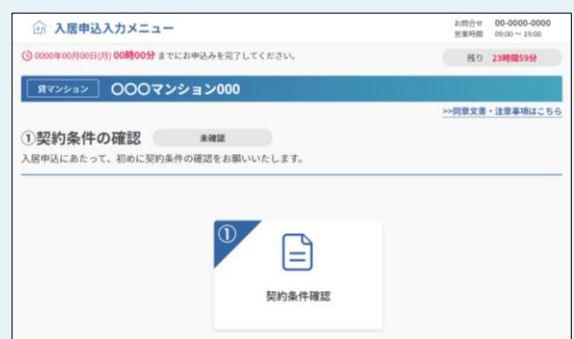 入居申込入力メニュー
お問合せ 00-0000-0000
営業時間 09:00 〜 19:00
0000年00月00日(月) 00時00分 までにお申込みを完了してください。
残り 23時間59分
貸マンション 〇〇〇マンション000
>>同意文書・注意事項はこちら
①契約条件の確認 未確認
入居申込にあたって、初めに契約条件の確認をお願いいたします。
①
契約条件確認